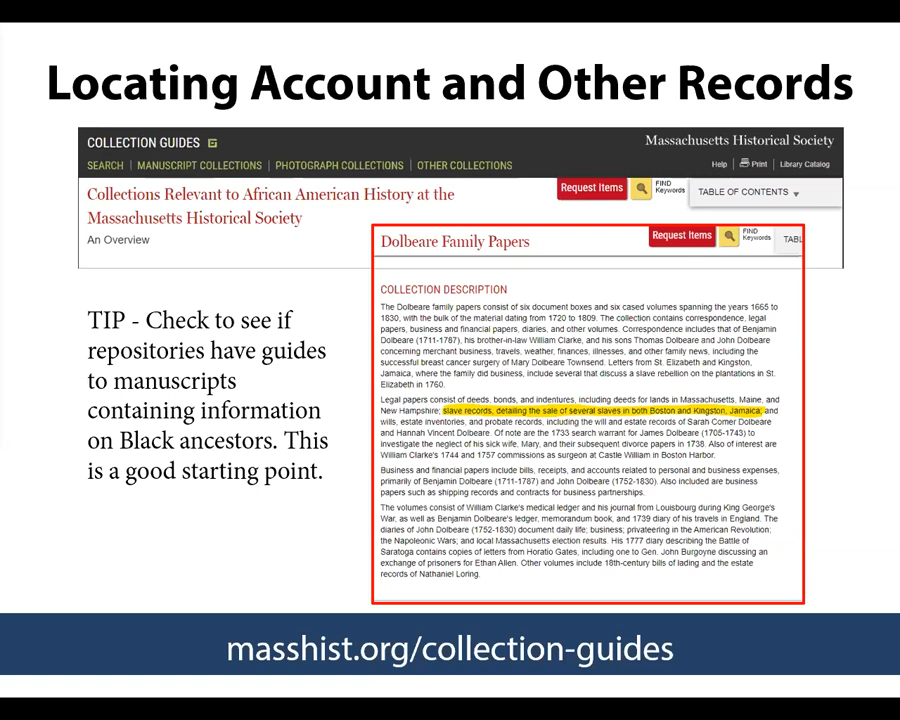 Locating Account and Other Records
COLLECTION GUIDES
Massachusetts Historical Society
SEARCH | MANUSCRIPT COLLECTIONS | PHOTOGRAPH COLLECTIONS | OTHER COLLECTIONS
Help Print Library Catalog
Collections Relevant to African American History at the
Massachusetts Historical Society
An Overview
Request Items
FIND
Keywords
TABLE OF CONTENTS
Dolbeare Family Papers
Request Items
FIND
Keywords
TABL
COLLECTION DESCRIPTION
The Dolbeare family papers consist of six document boxes and six cased volumes spanning the years 1665 to
1830, with the bulk of the material dating from 1720 to 1809. The collection contains correspondence, legal
papers, business and financial papers, diaries, and other volumes. Correspondence includes that of Benjamin
Dolbeare (1711-1787), his brother-in-law William Clarke, and his sons Thomas Dolbeare and John Dolbeare
concerning merchant business, travels, weather, finances, illnesses, and other family news, including the
successful breast cancer surgery of Mary Dolbeare Townsend. Letters from St. Elizabeth and Kingston,
Jamaica, where the family did business, include several that discuss a slave rebellion on the plantations in St.
Elizabeth in 1760.
Legal papers consist of deeds, bonds, and indentures, including deeds for lands in Massachusetts, Maine, and
New Hampshire; slave records, detailing the sale of several slaves in both Boston and Kingston, Jamaica; and
wills, estate inventories, and probate records, including the will and estate records of Sarah Comer Dolbeare
and Hannah Vincent Dolbeare. Of note are the 1733 search warrant for James Dolbeare (1705-1743) to
investigate the neglect of his sick wife, Mary, and their subsequent divorce papers in 1738. Also of interest are
William Clarke's 1744 and 1757 commissions as surgeon at Castle William in Boston Harbor.
Business and financial papers include bills, receipts, and accounts related to personal and business expenses,
primarily of Benjamin Dolbeare (1711-1787) and John Dolbeare (1752-1830). Also included are business
papers such as shipping records and contracts for business partnerships.
The volumes consist of William Clarke's medical ledger and his journal from Louisbourg during King George's
War, as well as Benjamin Dolbeare's ledger, memorandum book, and 1739 diary of his travels in England. The
diaries of John Dolbeare (1752-1830) document daily life; business; privateering in the American Revolution;
the Napoleonic Wars; and local Massachusetts election results. His 1777 diary describing the Battle of
Saratoga contains copies of letters from Horatio Gates, including one to Gen. John Burgoyne discussing an
exchange of prisoners for Ethan Allen. Other volumes include 18th-century bills of lading and the estate
records of Nathaniel Loring.
TIP - Check to see if
repositories have guides
to manuscripts
containing information
on Black ancestors. This
is a good starting point.
masshist.org/collection-guides